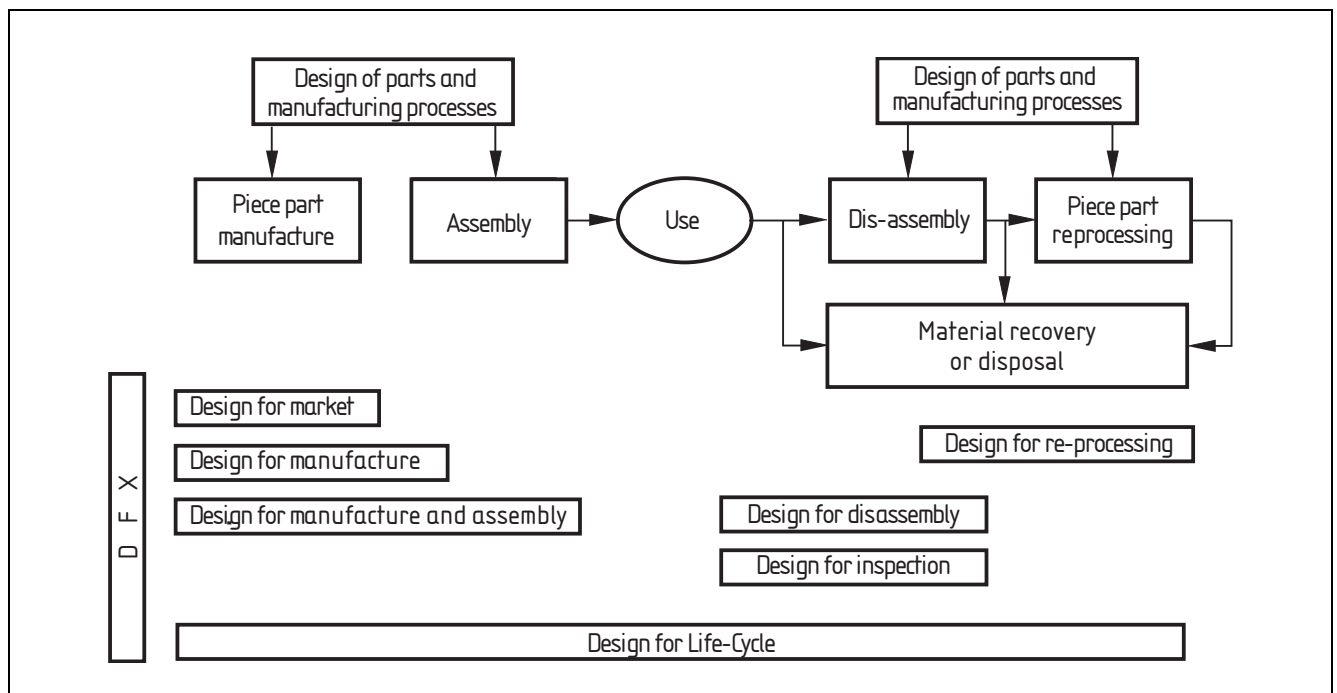 Design of parts and
manufacturing processes
Design of parts and
manufacturing processes
Piece part
manufacture
Assembly
Use
Dis-assembly
Piece part
reprocessing
Material recovery
or disposal
DFX
Design for market
Design for re-processing
Design for manufacture
Design for manufacture and assembly
Design for disassembly
Design for inspection
Design for Life-Cycle